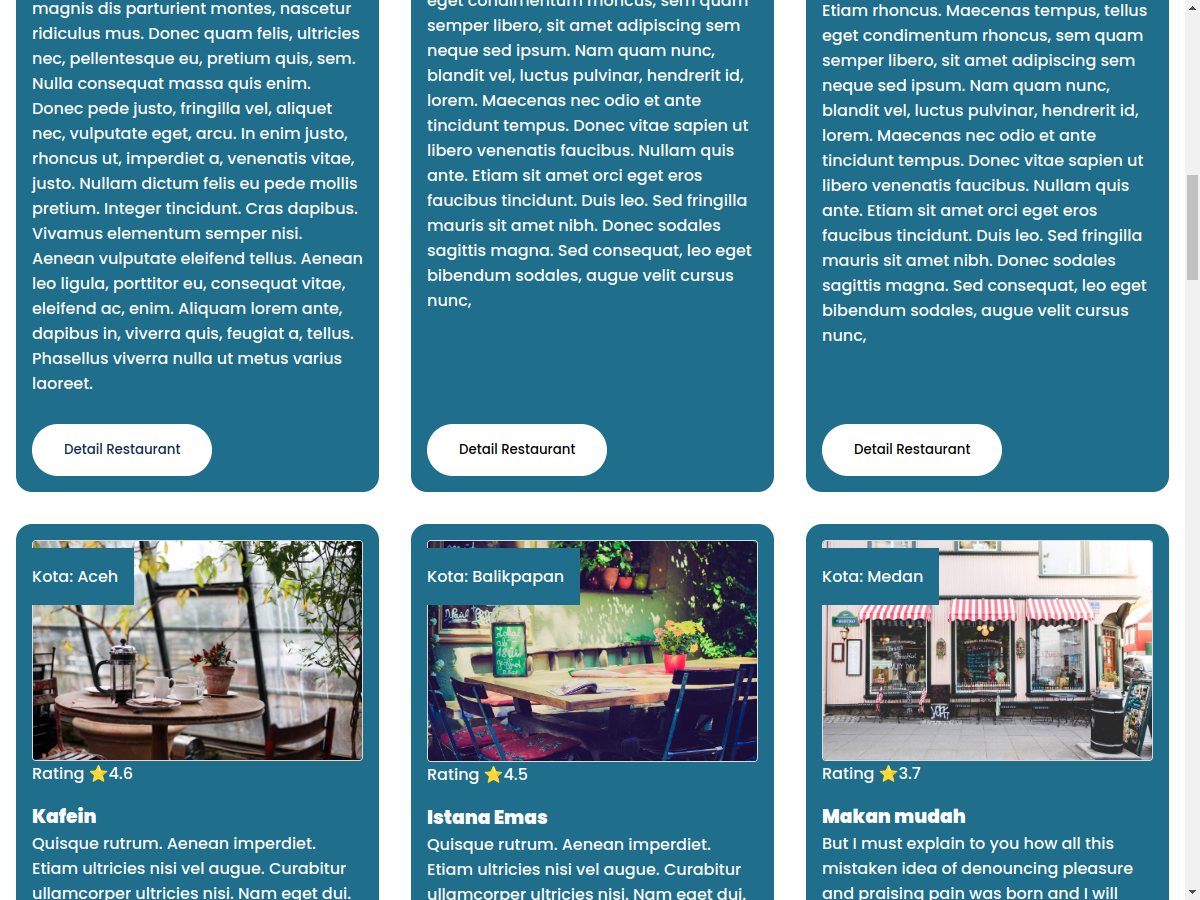 magnis dis parturient montes, nascetur
ridiculus mus. Donec quam felis, ultricies
nec, pellentesque eu, pretium quis, sem.
Nulla consequat massa quis enim.
Donec pede justo, fringilla vel, aliquet
nec, vulputate eget, arcu. In enim justo,
rhoncus ut, imperdiet a, venenatis vitae,
justo. Nullam dictum felis eu pede mollis
pretium. Integer tincidunt. Cras dapibus.
Vivamus elementum semper nisi.
Aenean vulputate eleifend tellus. Aenean
leo ligula, porttitor eu, consequat vitae,
eleifend ac, enim. Aliquam lorem ante,
dapibus in, viverra quis, feugiat a, tellus.
Phasellus viverra nulla ut metus varius
laoreet.
Detail Restaurant
eget condimentum rhoncus, sem quam
semper libero, sit amet adipiscing sem
neque sed ipsum. Nam quam nunc,
blandit vel, luctus pulvinar, hendrerit id,
lorem. Maecenas nec odio et ante
tincidunt tempus. Donec vitae sapien ut
libero venenatis faucibus. Nullam quis
ante. Etiam sit amet orci eget eros
faucibus tincidunt. Duis leo. Sed fringilla
mauris sit amet nibh. Donec sodales
sagittis magna. Sed consequat, leo eget
bibendum sodales, augue velit cursus
nunc,
Detail Restaurant
Etiam rhoncus. Maecenas tempus, tellus
eget condimentum rhoncus, sem quam
semper libero, sit amet adipiscing sem
neque sed ipsum. Nam quam nunc,
blandit vel, luctus pulvinar, hendrerit id,
lorem. Maecenas nec odio et ante
tincidunt tempus. Donec vitae sapien ut
libero venenatis faucibus. Nullam quis
ante. Etiam sit amet orci eget eros
faucibus tincidunt. Duis leo. Sed fringilla
mauris sit amet nibh. Donec sodales
sagittis magna. Sed consequat, leo eget
bibendum sodales, augue velit cursus
nunc,
Detail Restaurant
Kota: Aceh
Rating ⭐4.6
Kafein
Quisque rutrum. Aenean imperdiet.
Etiam ultricies nisi vel augue. Curabitur
ullamcorper ultricies nisi. Nam eget dui.
Kota: Balikpapan
Rating ⭐4.5
Istana Emas
Quisque rutrum. Aenean imperdiet.
Etiam ultricies nisi vel augue. Curabitur
ullamcorper ultricies nisi. Nam eget dui.
Kota: Medan
Rating ⭐3.7
Makan mudah
But I must explain to you how all this
mistaken idea of denouncing pleasure
and praising pain was born and I will